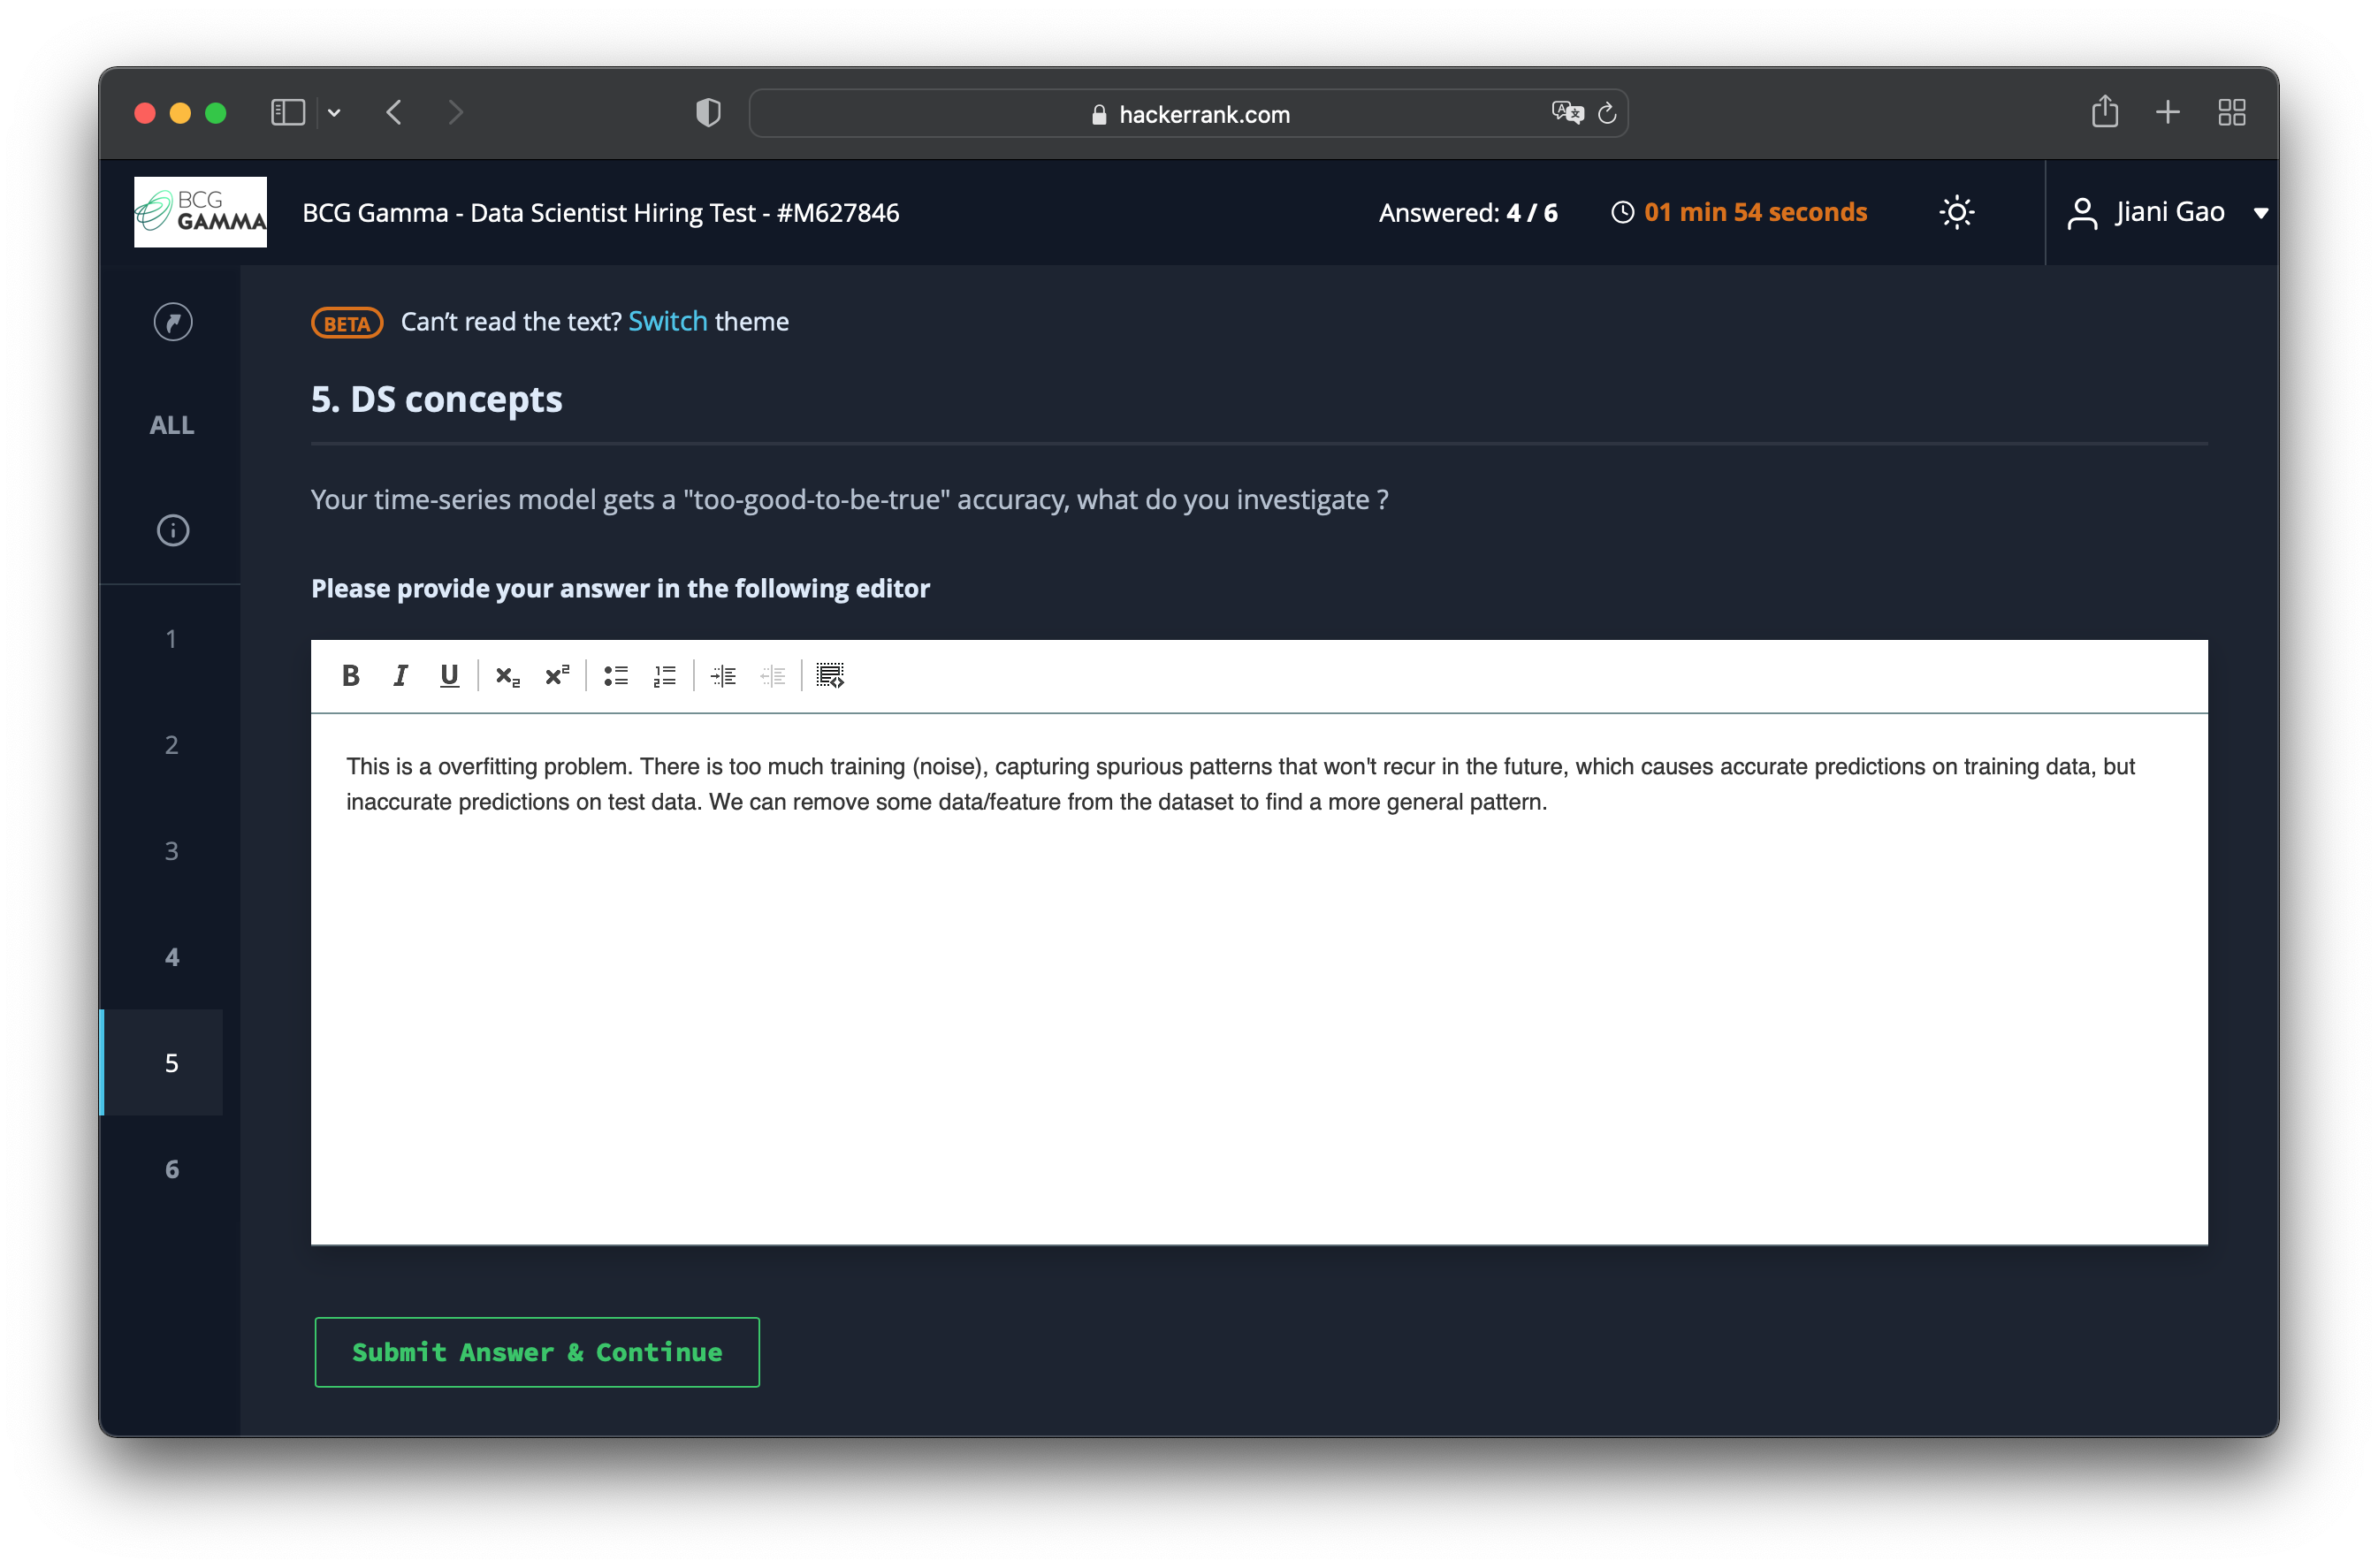 hackerrank.com
BCG
GAMMA
BCG Gamma - Data Scientist Hiring Test - #M627846
Answered: 4 / 6
01 min 54 seconds
Jiani Gao
BETA Can't read the text? Switch theme
5. DS concepts
ALL
Your time-series model gets a "too-good-to-be-true" accuracy, what do you investigate ?
Please provide your answer in the following editor
1
2
3
4
5
6
B I U x₂ x²
This is a overfitting problem. There is too much training (noise), capturing spurious patterns that won't recur in the future, which causes accurate predictions on training data, but
inaccurate predictions on test data. We can remove some data/feature from the dataset to find a more general pattern.
Submit Answer & Continue